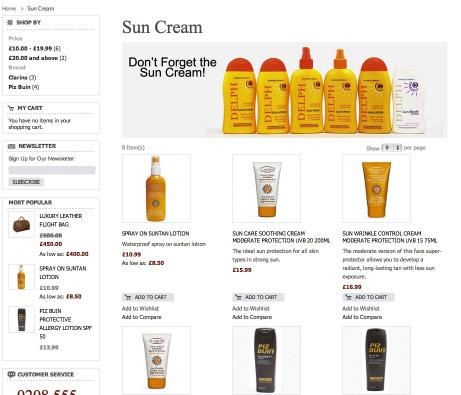 Home > Sun Cream
SHOP BY
Price
£10.00 - £19.99 (6)
£20.00 and above (2)
Brand
Clarins (3)
Piz Buin (4)
MY CART
You have no items in your
shopping cart.
NEWSLETTER
Sign Up for Our Newsletter:
SUBSCRIBE
MOST POPULAR
LUXURY LEATHER
FLIGHT BAG
£500.00
£450.00
As low as: £400.00
SPRAY ON SUNTAN
LOTION
£10.99
As low as: £8.50
PIZ BUIN
PROTECTIVE
ALLERGY LOTION SPF
50
£13.99
CUSTOMER SERVICE
0208 555
Sun Cream
Don't Forget the
Sun Cream!
DELPH DELPH DELPH DELPH DELPH
8 Item(s)
Show 9 per page
SPRAY ON SUNTAN LOTION
Waterproof spray on suntan lotion
£10.99
As low as: £8.50
ADD TO CART
Add to Wishlist
Add to Compare
SUN CARE SOOTHING CREAM
MODERATE PROTECTION UVB 20 200ML
The ideal sun protection for all skin
types in strong sun.
£15.99
ADD TO CART
Add to Wishlist
Add to Compare
SUN WRINKLE CONTROL CREAM
MODERATE PROTECTION UVB 15 75ML
The moderate version of this face super-
protector allows you to develop a
radiant, long-lasting tan with less sun
exposure.
£16.99
ADD TO CART
Add to Wishlist
Add to Compare
PIZ
BUIN
PIZ
BUIN